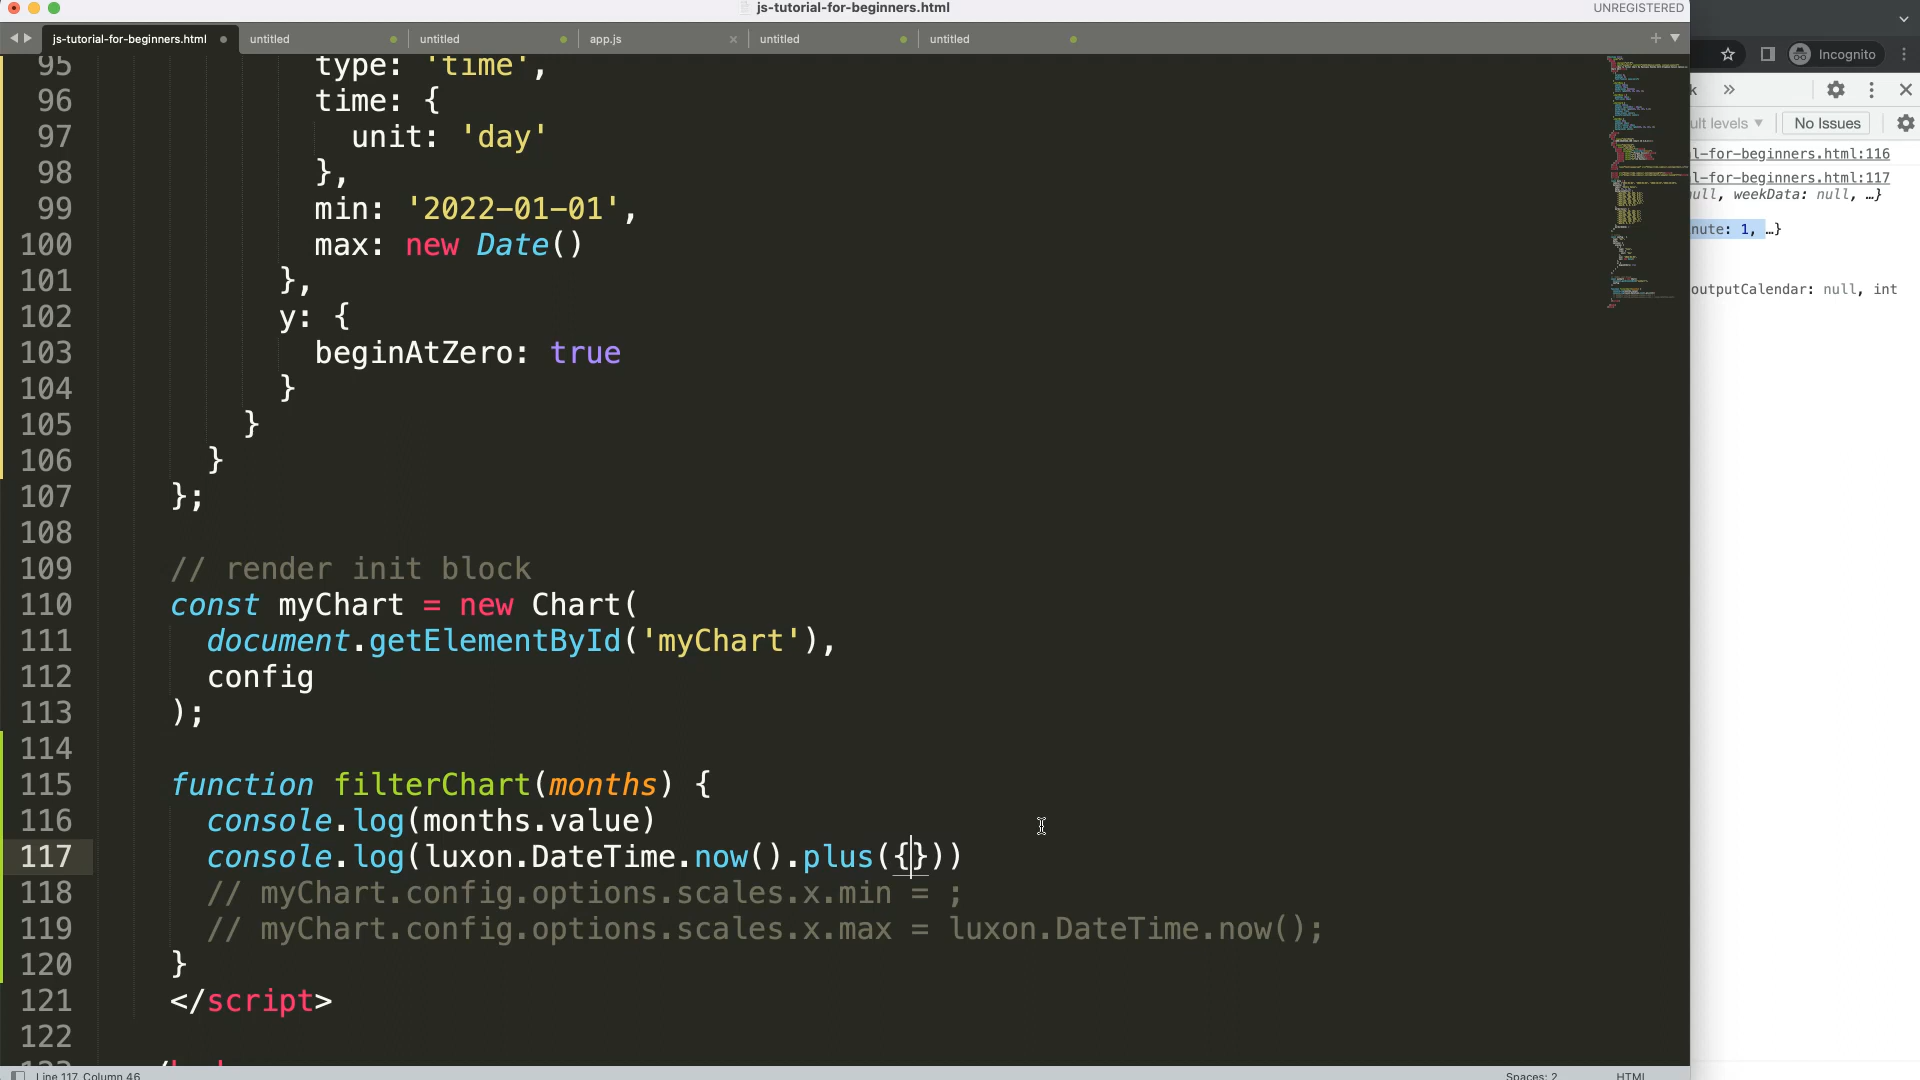 js-tutorial-for-beginners.html
UNREGISTERED
js-tutorial-for-beginners.html
untitled
untitled
app.js
untitled
untitled
Incognito
95 type: 'time',
96 time: {
97 unit: 'day'
98 },
99 min: '2022-01-01',
100 max: new Date()
101 },
102 y: {
103 beginAtZero: true
104 }
105 }
106 }
107 };
108
109 // render init block
110 const myChart = new Chart(
111 document.getElementById('myChart'),
112 config
113 );
114
115 function filterChart(months) {
116 console.log(months.value)
117 console.log(luxon.DateTime.now().plus({}))
118 // myChart.config.options.scales.x.min = ;
119 // myChart.config.options.scales.x.max = luxon.DateTime.now();
120 }
121 </script>
122
Line 117, Column 46
Spaces: 2
HTML
ult levels
No Issues
l-for-beginners.html:116
l-for-beginners.html:117
ull, weekData: null, …}
nute: 1, …}
outputCalendar: null, int